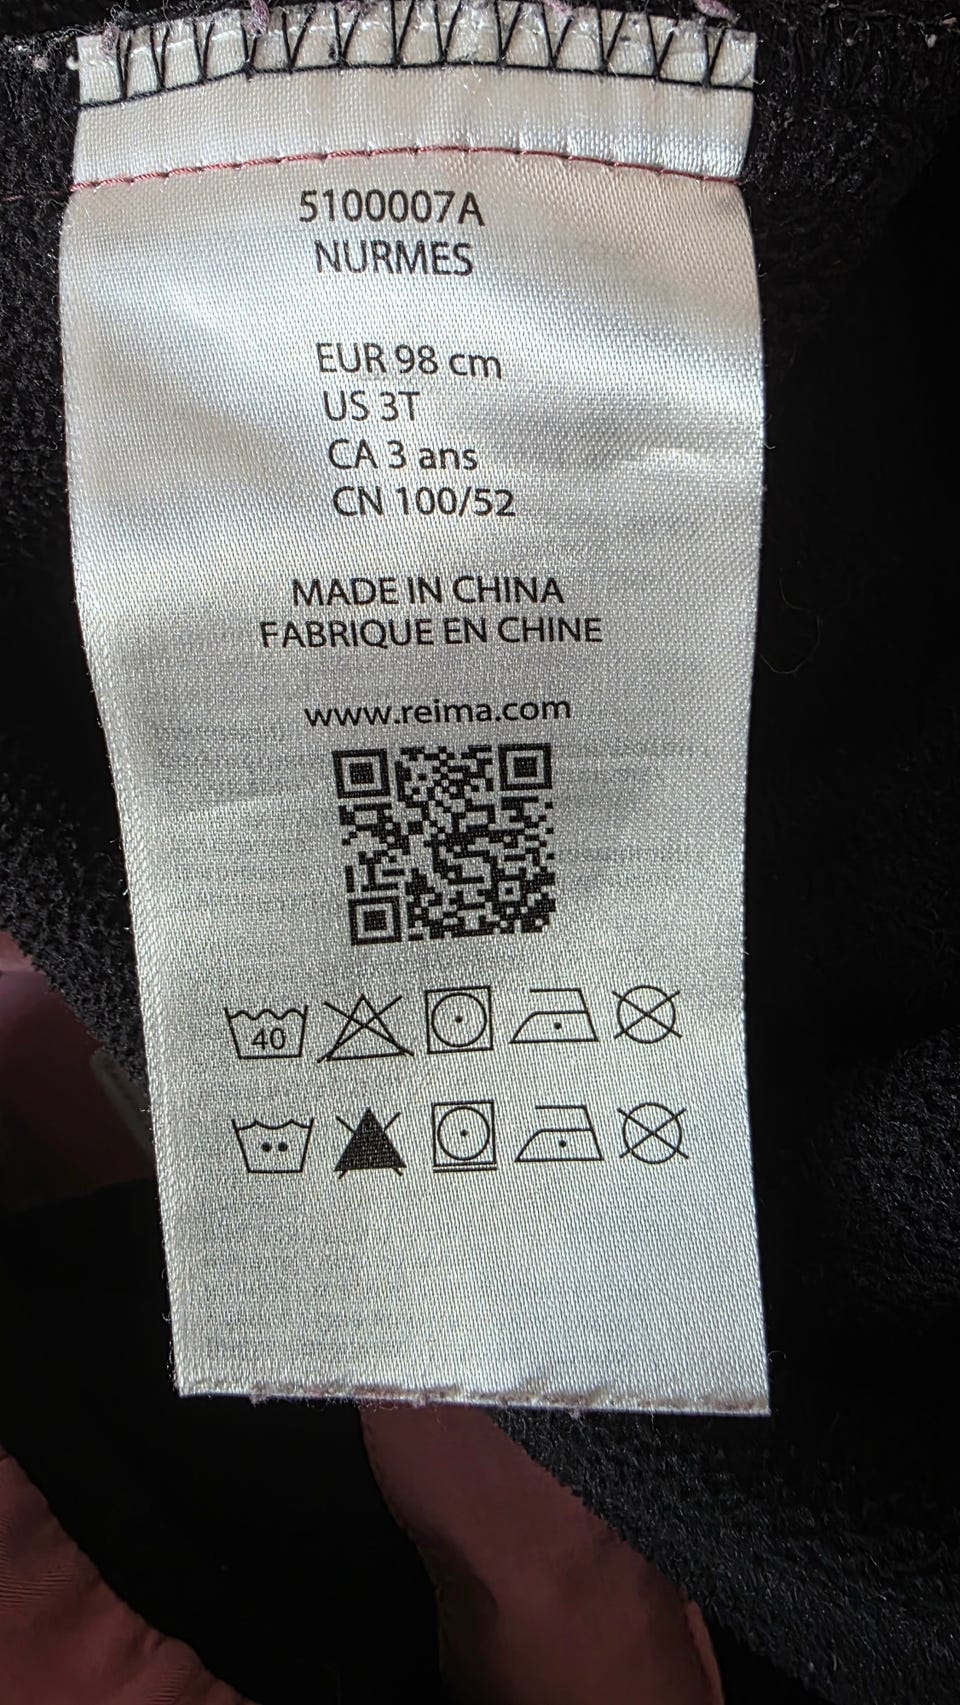 5100007A
NURMES
EUR 98 cm
US 3T
CA 3 ans
CN 100/52
MADE IN CHINA
FABRIQUE EN CHINE
www.reima.com
40